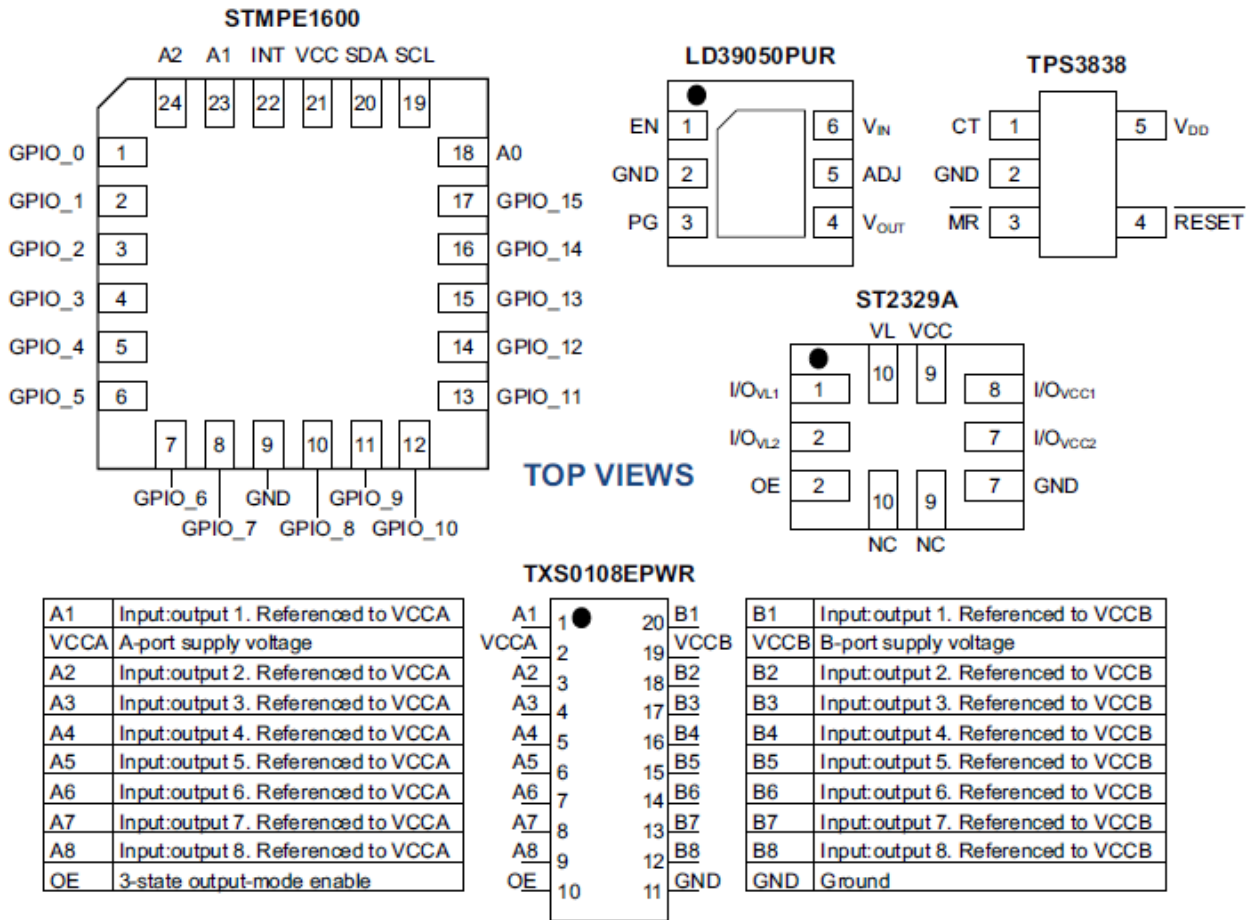 STMPE1600
A2 A1 INT VCC SDA SCL
24 23 22 21 20 19
GPIO_0 1 18 A0
GPIO_1 2 17 GPIO_15
GPIO_2 3 16 GPIO_14
GPIO_3 4 15 GPIO_13
GPIO_4 5 14 GPIO_12
GPIO_5 6 13 GPIO_11
7 8 9 10 11 12
GPIO_6 GND GPIO_9
GPIO_7 GPIO_8 GPIO_10
LD39050PUR
EN 1 6 VIN
GND 2 5 ADJ
PG 3 4 VOUT
TPS3838
CT 1 5 VDD
GND 2
MR 3 4 RESET
ST2329A
VL VCC
10 9
I/OVL1 1 8 I/OVCC1
I/OVL2 2 7 I/OVCC2
OE 2 7 GND
10 9
NC NC
TOP VIEWS
TXS0108EPWR
A1 Input:output 1. Referenced to VCCA A1 1 20 B1 B1 Input:output 1. Referenced to VCCB
VCCA A-port supply voltage VCCA 2 19 VCCB VCCB B-port supply voltage
A2 Input:output 2. Referenced to VCCA A2 3 18 B2 B2 Input:output 2. Referenced to VCCB
A3 Input:output 3. Referenced to VCCA A3 4 17 B3 B3 Input:output 3. Referenced to VCCB
A4 Input:output 4. Referenced to VCCA A4 5 16 B4 B4 Input:output 4. Referenced to VCCB
A5 Input:output 5. Referenced to VCCA A5 6 15 B5 B5 Input:output 5. Referenced to VCCB
A6 Input:output 6. Referenced to VCCA A6 7 14 B6 B6 Input:output 6. Referenced to VCCB
A7 Input:output 7. Referenced to VCCA A7 8 13 B7 B7 Input:output 7. Referenced to VCCB
A8 Input:output 8. Referenced to VCCA A8 9 12 B8 B8 Input:output 8. Referenced to VCCB
OE 3-state output-mode enable OE 10 11 GND GND Ground